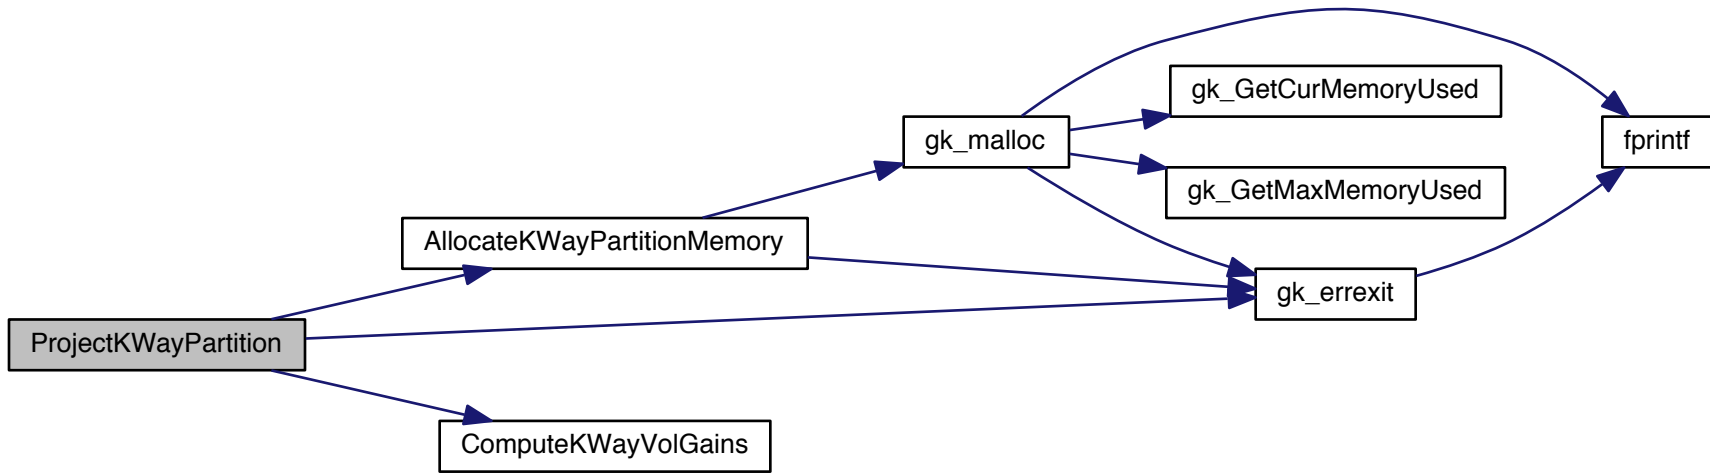 gk_GetCurMemoryUsed
gk_malloc
fprintf
gk_GetMaxMemoryUsed
AllocateKWayPartitionMemory
gk_errexit
ProjectKWayPartition
ComputeKWayVolGains